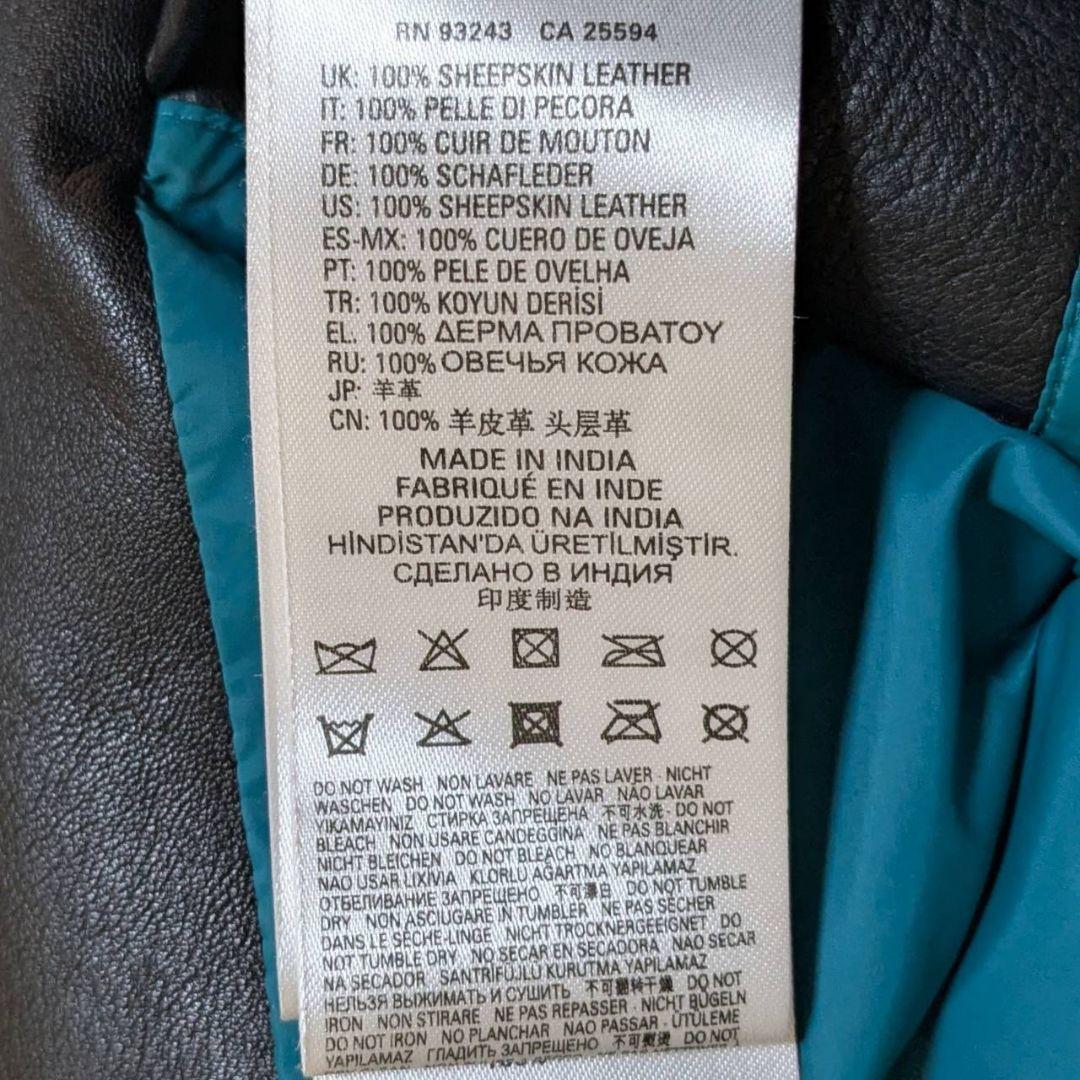 RN 93243 CA 25594
UK: 100% SHEEPSKIN LEATHER
IT: 100% PELLE DI PECORA
FR: 100% CUIR DE MOUTON
DE: 100% SCHAFLEDER
US: 100% SHEEPSKIN LEATHER
ES-MX: 100% CUERO DE OVEJA
PT: 100% PELE DE OVELHA
TR: 100% KOYUN DERİSİ
EL. 100% ΔΕΡΜΑ ΠΡΟΒΑΤΟΥ
RU: 100% ОВЕЧЬЯ КОЖА
JP: 羊革
CN: 100% 羊皮革 头层革
MADE IN INDIA
FABRIQUÉ EN INDE
PRODUZIDO NA INDIA
HİNDİSTAN'DA ÜRETİLMİŞTİR.
СДЕЛАНО В ИНДИЯ
印度制造
DO NOT WASH NON LAVARE NE PAS LAVER - NICHT
WASCHEN DO NOT WASH NO LAVAR NÃO LAVAR
YIKAMAYINIZ СТИРКА ЗАПРЕЩЕНА 不可水洗 - DO NOT
BLEACH NON USARE CANDEGGINA NE PAS BLANCHIR
NICHT BLEICHEN DO NOT BLEACH NO BLANQUEAR
NAO USAR LIXIVIA KLORLU AĞARTMA YAPILAMAZ
ОТБЕЛИВАНИЕ ЗАПРЕЩЕНО 不可漂白 DO NOT TUMBLE
DRY NON ASCIUGARE IN TUMBLER NE PAS SÉCHER
DANS LE SÈCHE-LINGE NICHT TROCKNERGEEIGNET DO
NOT TUMBLE DRY NO SECAR EN SECADORA NAO SECAR
NA SECADOR SANTRİFÜJLÜ KURUTMA YAPILAMAZ
НЕЛЬЗЯ ВЫЖИМАТЬ И СУШИТЬ 不可翻转干燥 DO NOT
IRON NON STIRARE NE PAS REPASSER - NICHT BÜGELN
DO NOT IRON NO PLANCHAR NAO PASSAR - ÜTÜLEME
YAPILAMAZ ГЛАДИТЬ ЗАПРЕЩЕНО 不可熨烫 DO NOT